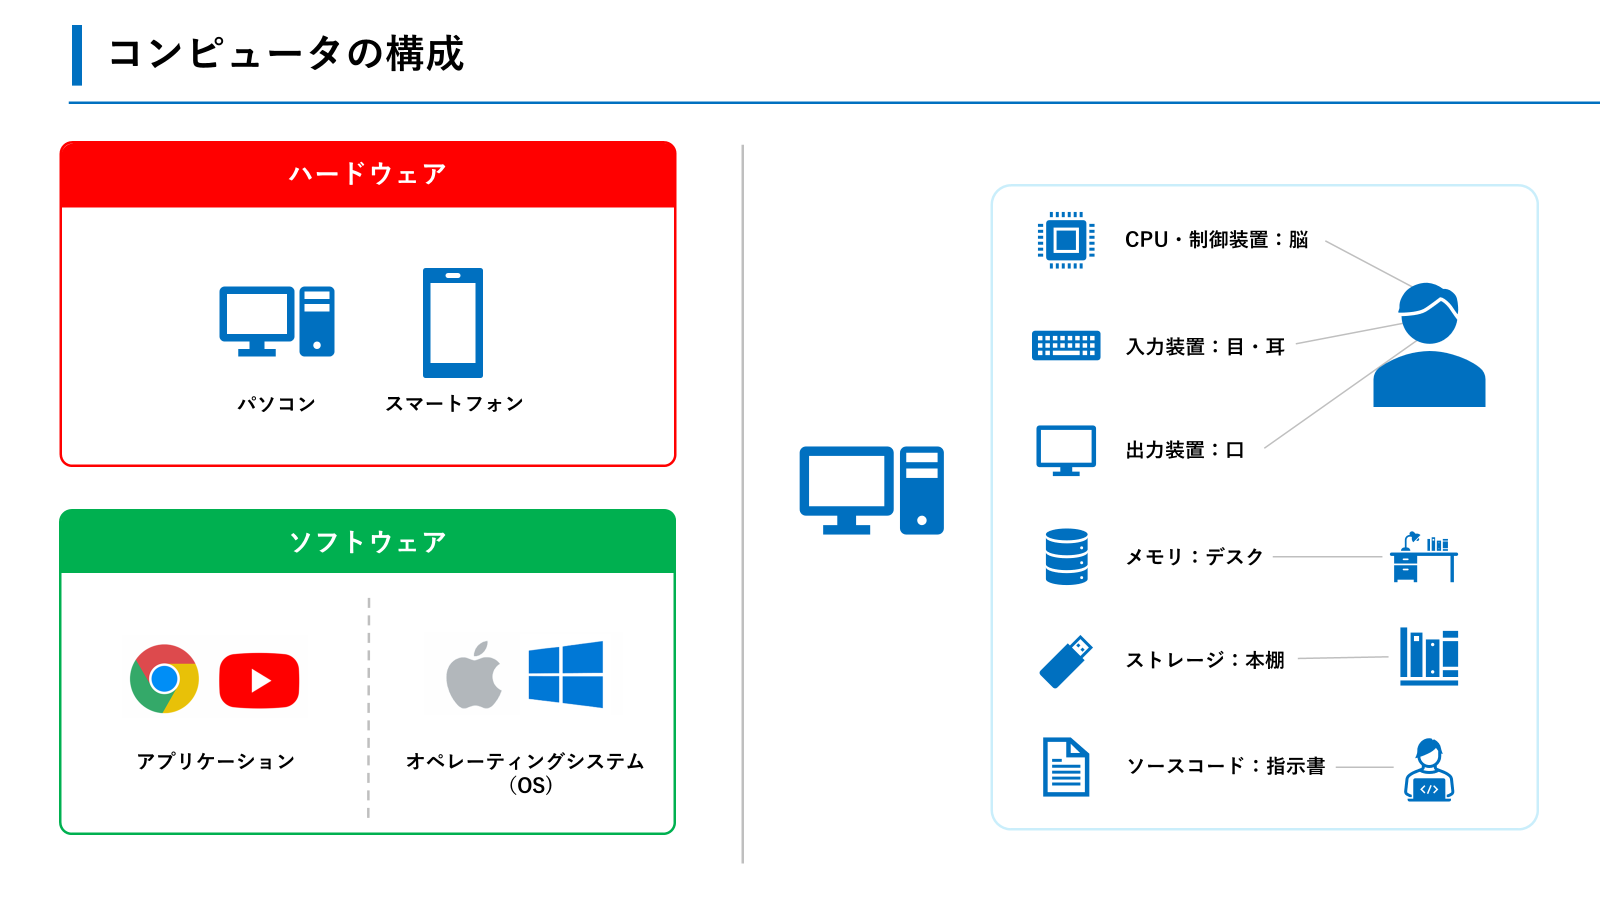 コンピュータの構成
ハードウェア
パソコン
スマートフォン
ソフトウェア
アプリケーション
オペレーティングシステム
（OS）
CPU・制御装置：脳
入力装置：目・耳
出力装置：口
メモリ：デスク
ストレージ：本棚
ソースコード：指示書